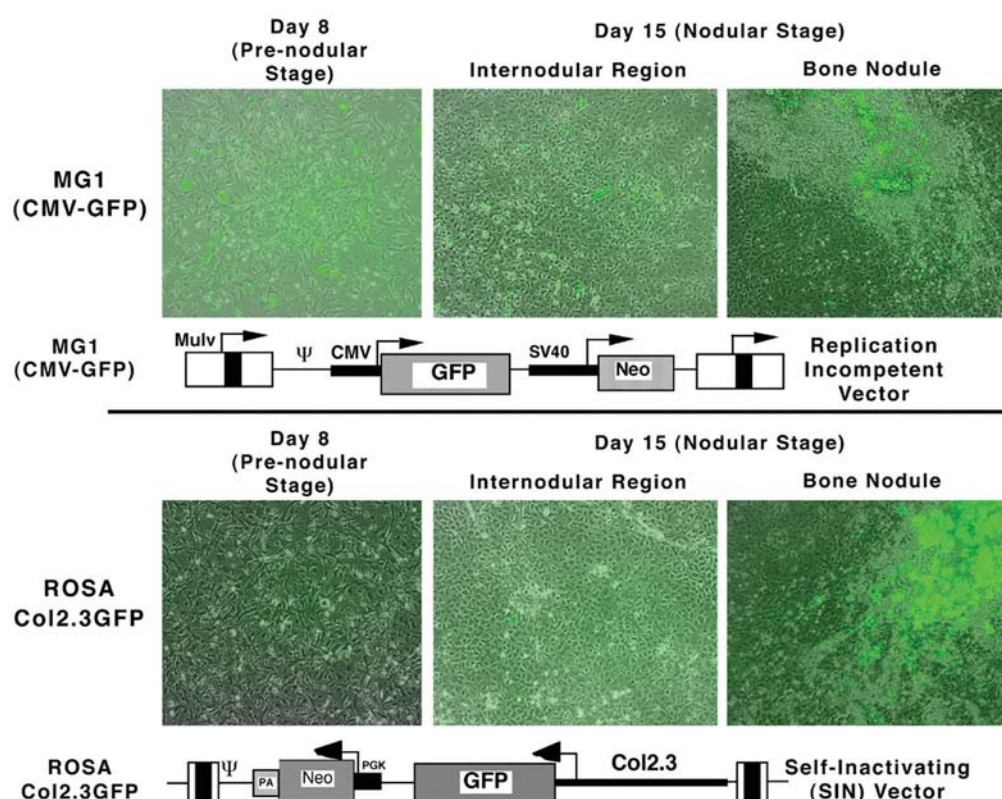 Day 8
(Pre-nodular
Stage)
Day 15 (Nodular Stage)
Internodular Region
Bone Nodule
MG1
(CMV-GFP)
MG1
(CMV-GFP)
Mulv
Ψ
CMV
GFP
SV40
Neo
Replication
Incompetent
Vector
Day 8
(Pre-nodular
Stage)
Day 15 (Nodular Stage)
Internodular Region
Bone Nodule
ROSA
Col2.3GFP
ROSA
Col2.3GFP
Ψ
PA
Neo
PGK
GFP
Col2.3
Self-Inactivating
(SIN) Vector